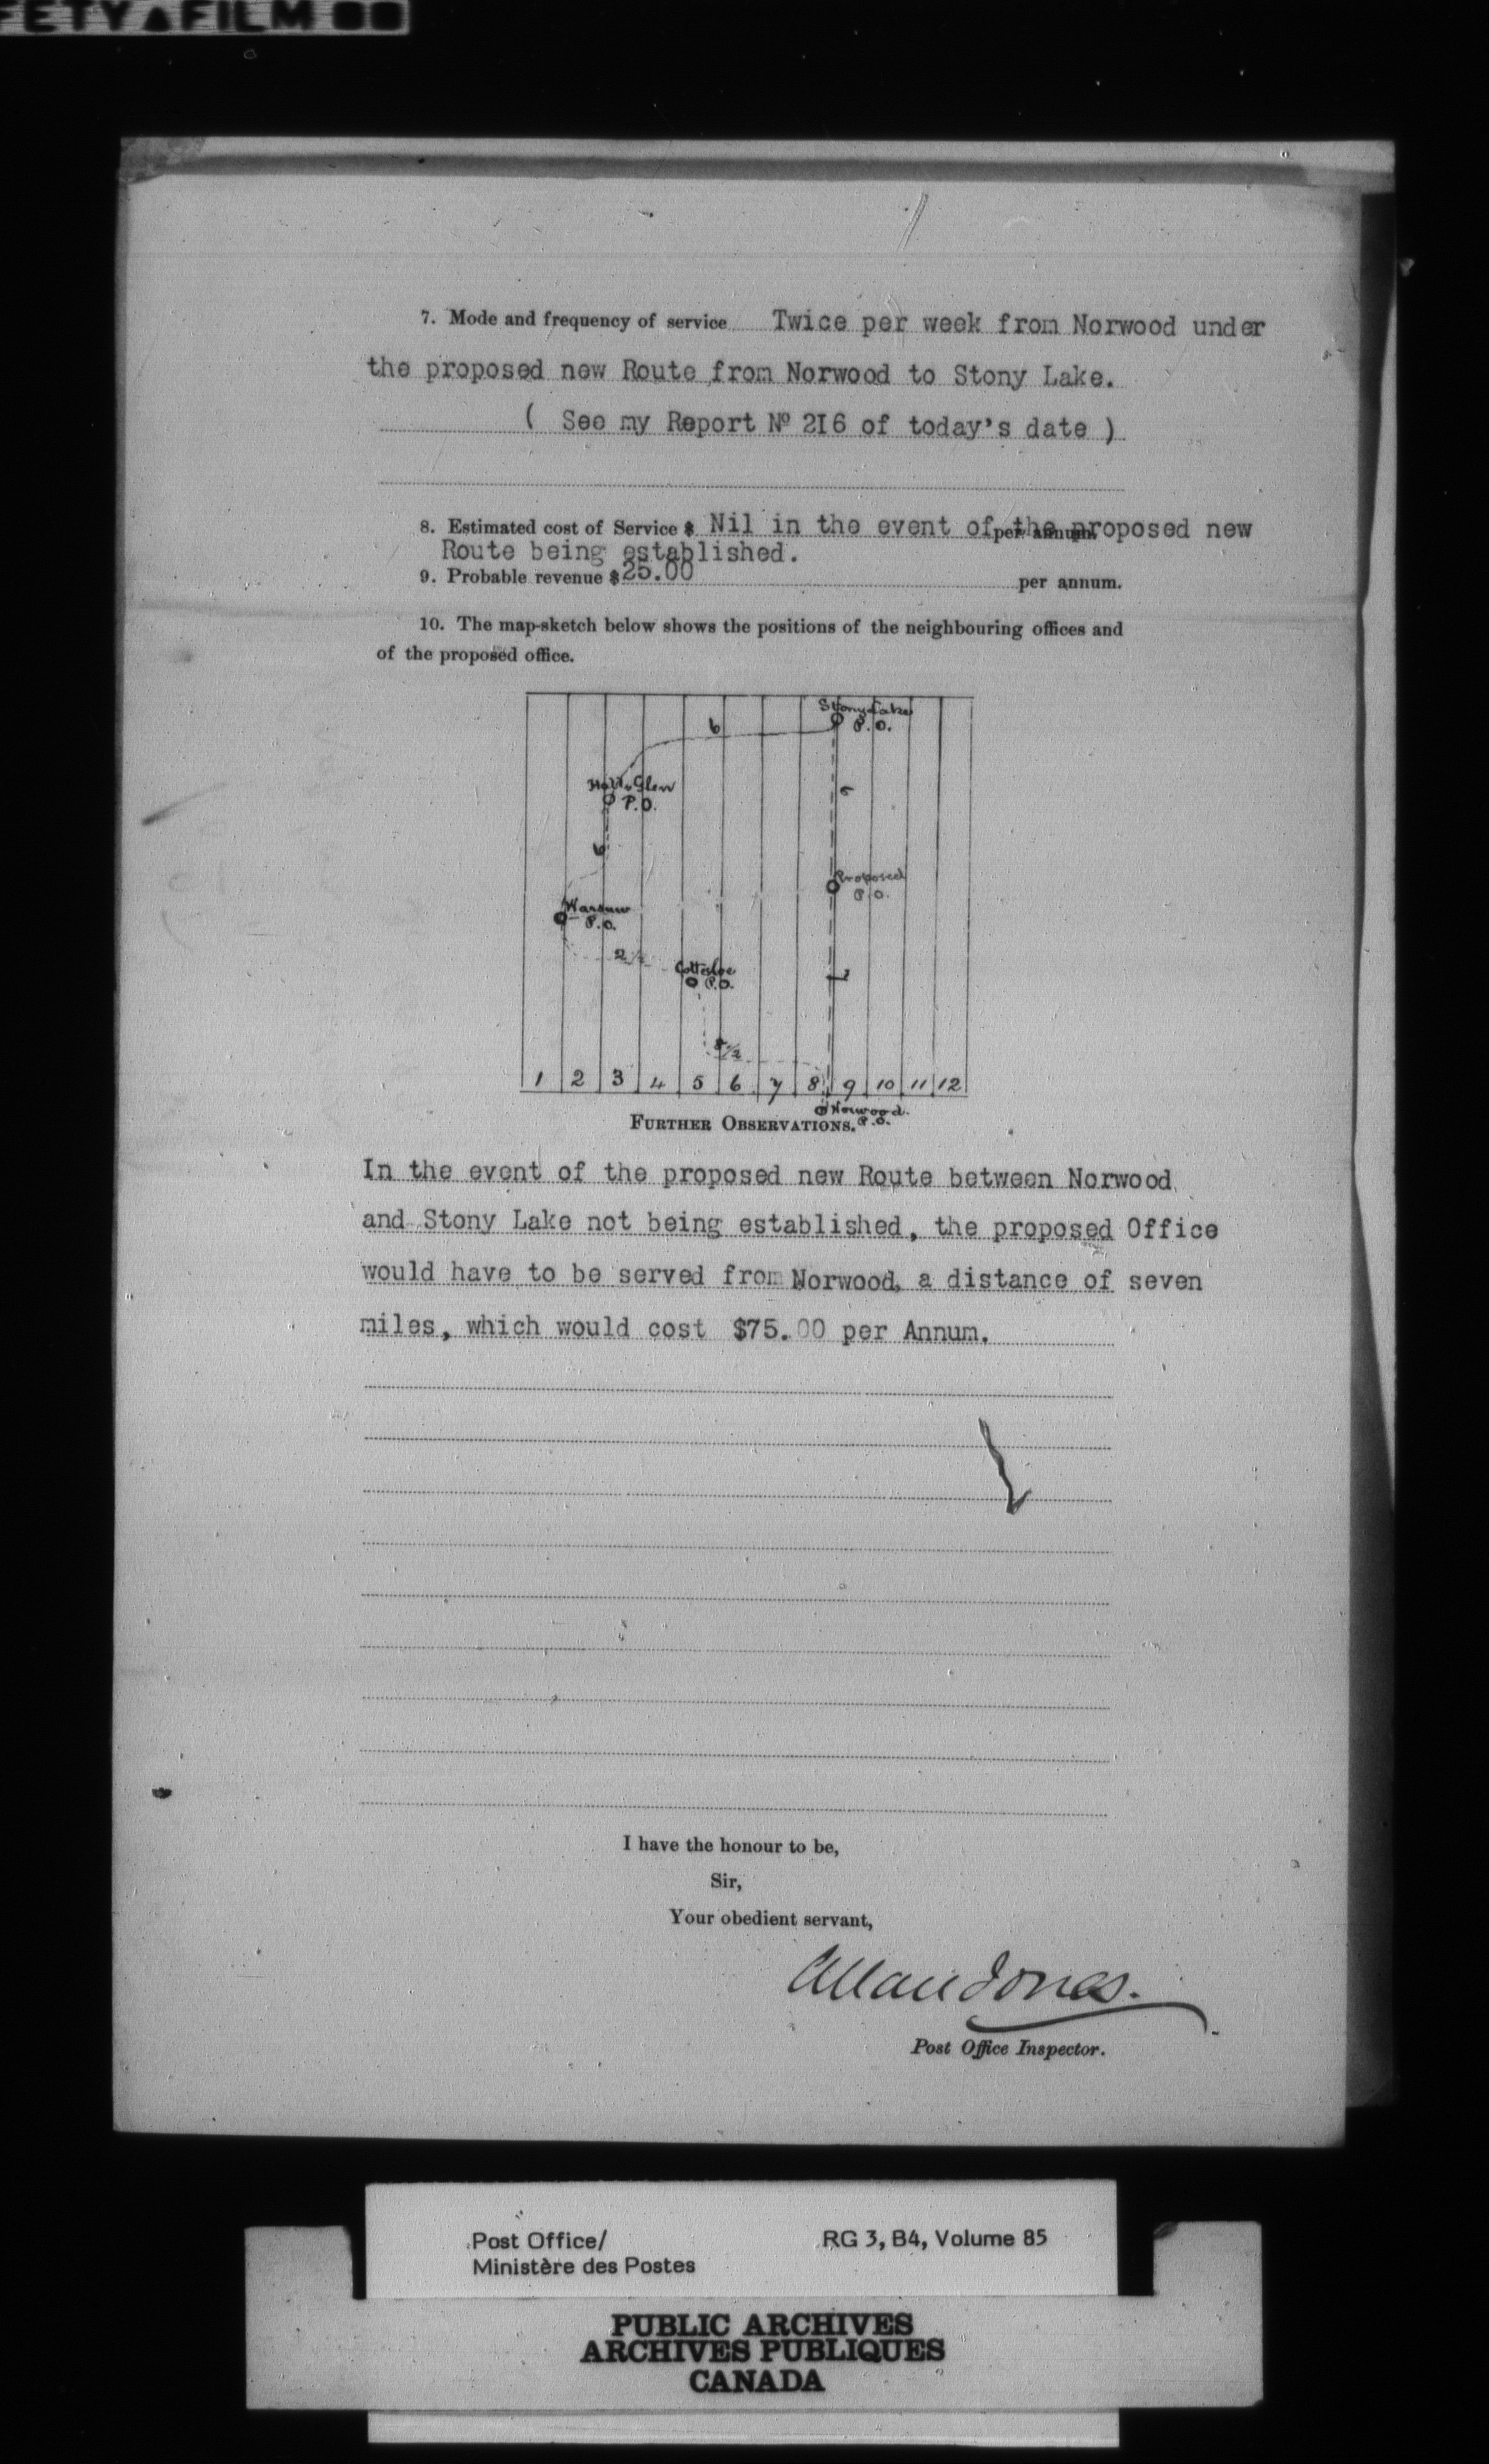 FETY▲FILM
7. Mode and frequency of service Twice per week from Norwood under
the proposed new Route from Norwood to Stony Lake.
( See my Report Nº 2I6 of today's date )
8. Estimated cost of Service $ Nil in the event of the proposed new per annum.
Route being established.
9. Probable revenue $25.00 per annum.
10. The map-sketch below shows the positions of the neighbouring offices and
of the proposed office.
Stony Lake
P.O.
6
Glen
P.O.
6
Proposed
P.O.
Warsaw
P.O.
2½
Cottesloe
P.O.
1 2 3 4 5 6 7 8 9 10 11 12
Norwood.
P.O.
FURTHER OBSERVATIONS.
In the event of the proposed new Route between Norwood
and Stony Lake not being established, the proposed Office
would have to be served from Norwood, a distance of seven
miles, which would cost $75.00 per Annum.
I have the honour to be,
Sir,
Your obedient servant,
Allan Jones.
Post Office Inspector.
Post Office/
Ministère des Postes
RG 3, B4, Volume 85
PUBLIC ARCHIVES
ARCHIVES PUBLIQUES
CANADA